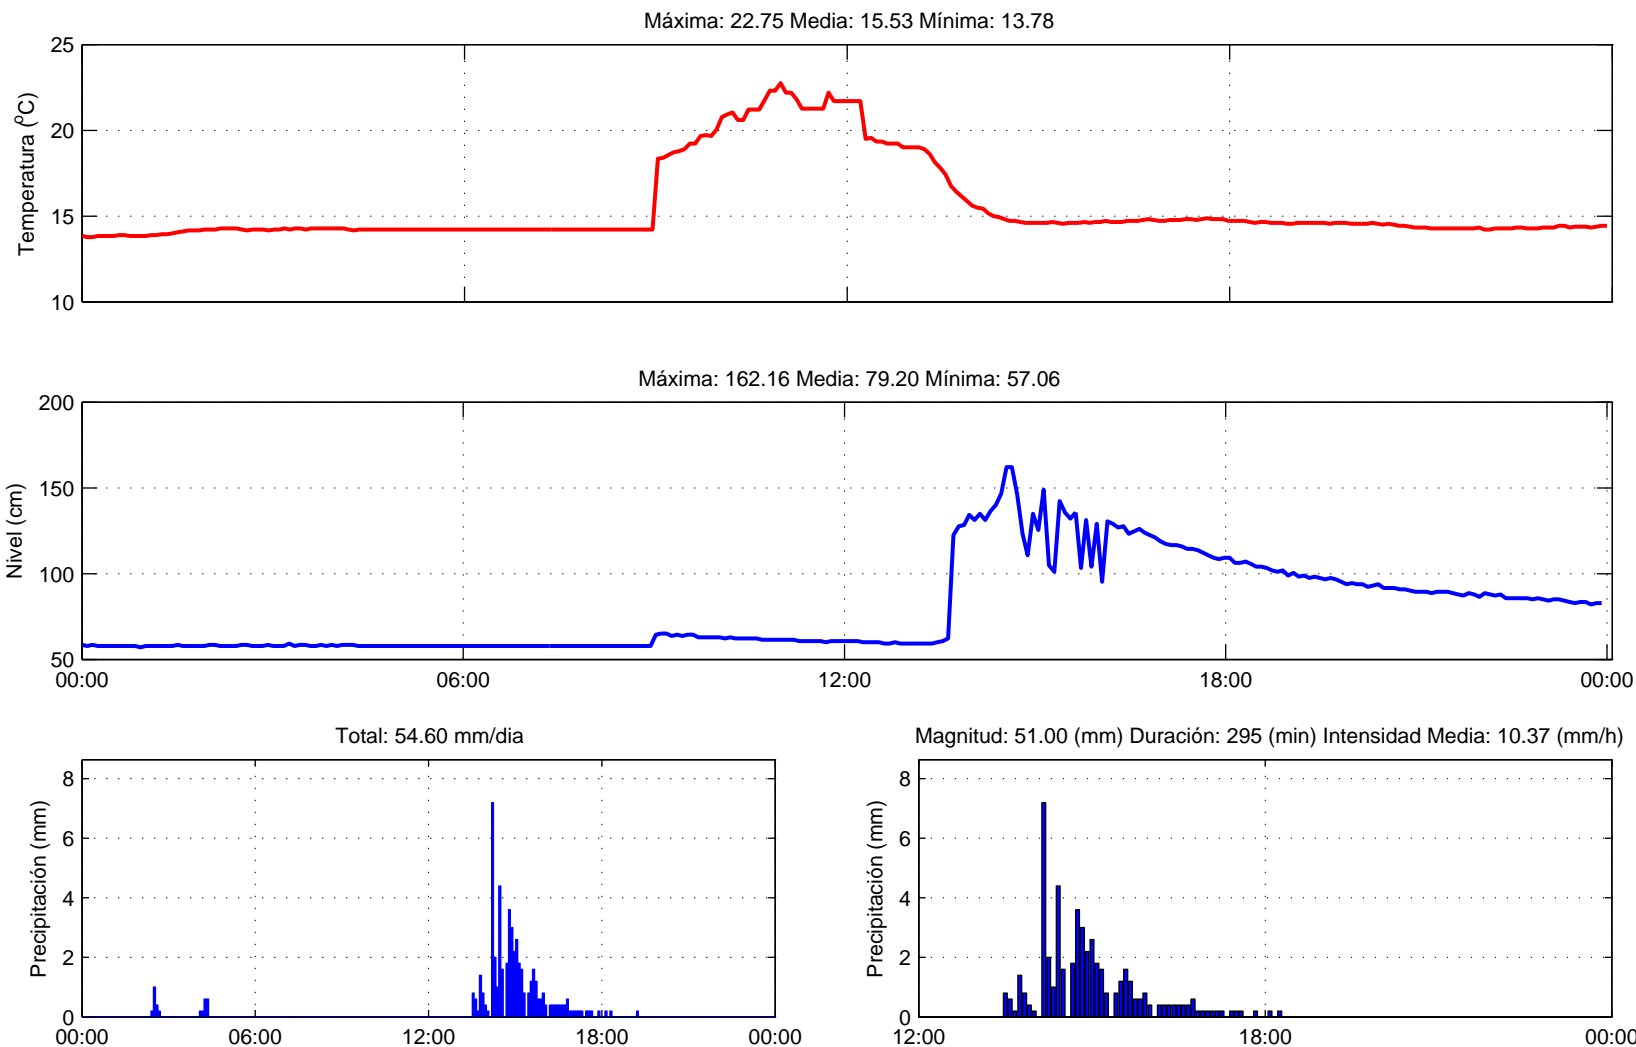 Máxima: 22.75 Media: 15.53 Mínima: 13.78
25
20
15
10
Temperatura (ºC)
Máxima: 162.16 Media: 79.20 Mínima: 57.06
200
150
100
50
Nivel (cm)
00:00 06:00 12:00 18:00 00:00
Total: 54.60 mm/dia
8
6
4
2
0
Precipitación (mm)
00:00 06:00 12:00 18:00 00:00
Magnitud: 51.00 (mm) Duración: 295 (min) Intensidad Media: 10.37 (mm/h)
8
6
4
2
0
Precipitación (mm)
12:00 18:00 00:00